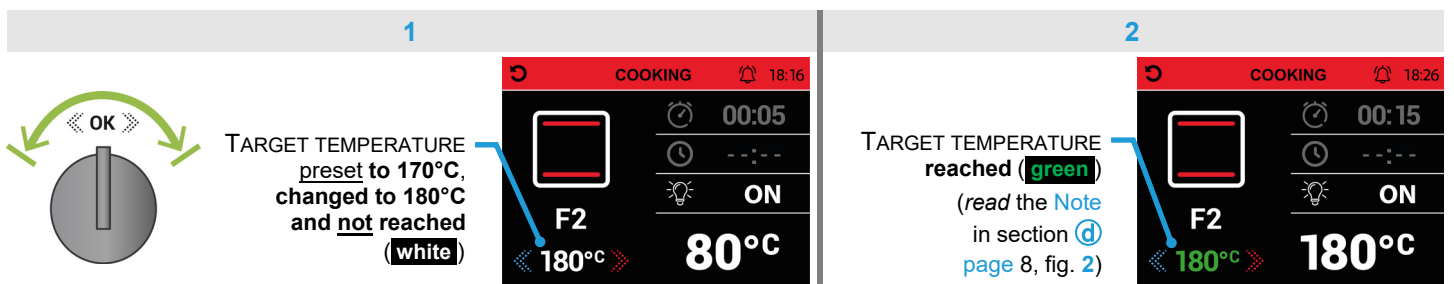 1
OK
TARGET TEMPERATURE
preset to 170°C,
changed to 180°C
and not reached
(white)
COOKING 18:16
00:05
--:--
ON
F2
180°C
80°C
2
TARGET TEMPERATURE
reached (green)
(read the Note
in section d
page 8, fig. 2)
COOKING 18:26
00:15
--:--
ON
F2
180°C
180°C